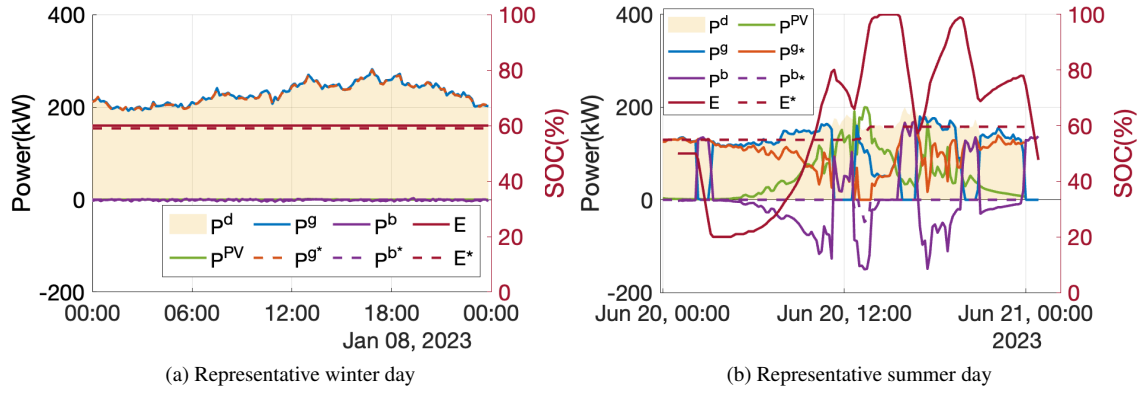 400
200
0
-200
Power(kW)
100
80
60
40
20
0
SOC(%)
P^d P^g P^b E
P^PV P^g* P^b* E*
00:00 06:00 12:00 18:00 00:00
Jan 08, 2023
(a) Representative winter day
400
200
0
-200
Power(kW)
100
80
60
40
20
0
SOC(%)
P^d P^PV
P^g P^g*
P^b P^b*
E E*
Jun 20, 00:00 Jun 20, 12:00 Jun 21, 00:00
2023
(b) Representative summer day